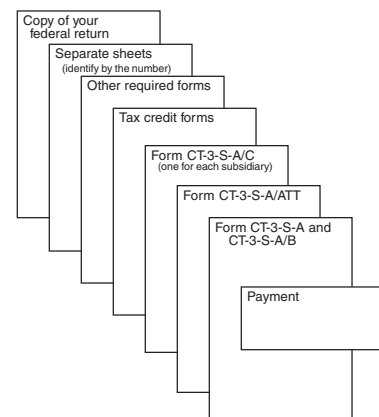 Copy of your
federal return
Separate sheets
(identify by the number)
Other required forms
Tax credit forms
Form CT-3-S-A/C
(one for each subsidiary)
Form CT-3-S-A/ATT
Form CT-3-S-A and
CT-3-S-A/B
Payment